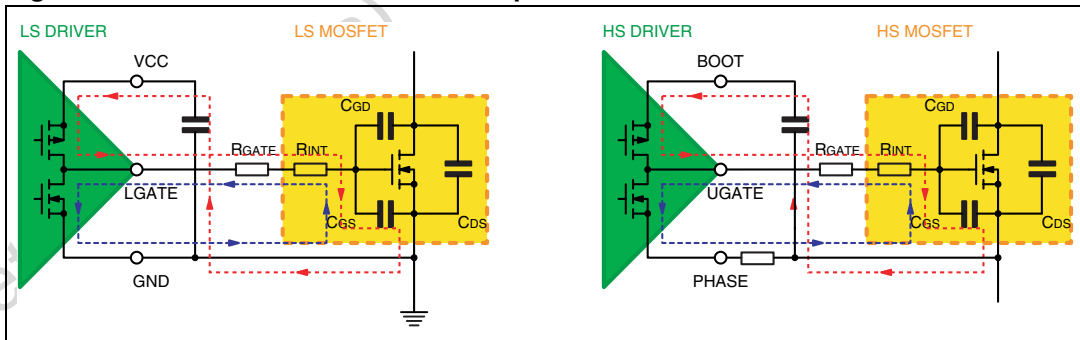 LS DRIVER
LS MOSFET
VCC
CGD
RGATE
RINT
LGATE
CGS
CDS
GND
HS DRIVER
HS MOSFET
BOOT
CGD
RGATE
RINT
UGATE
CGS
CDS
PHASE